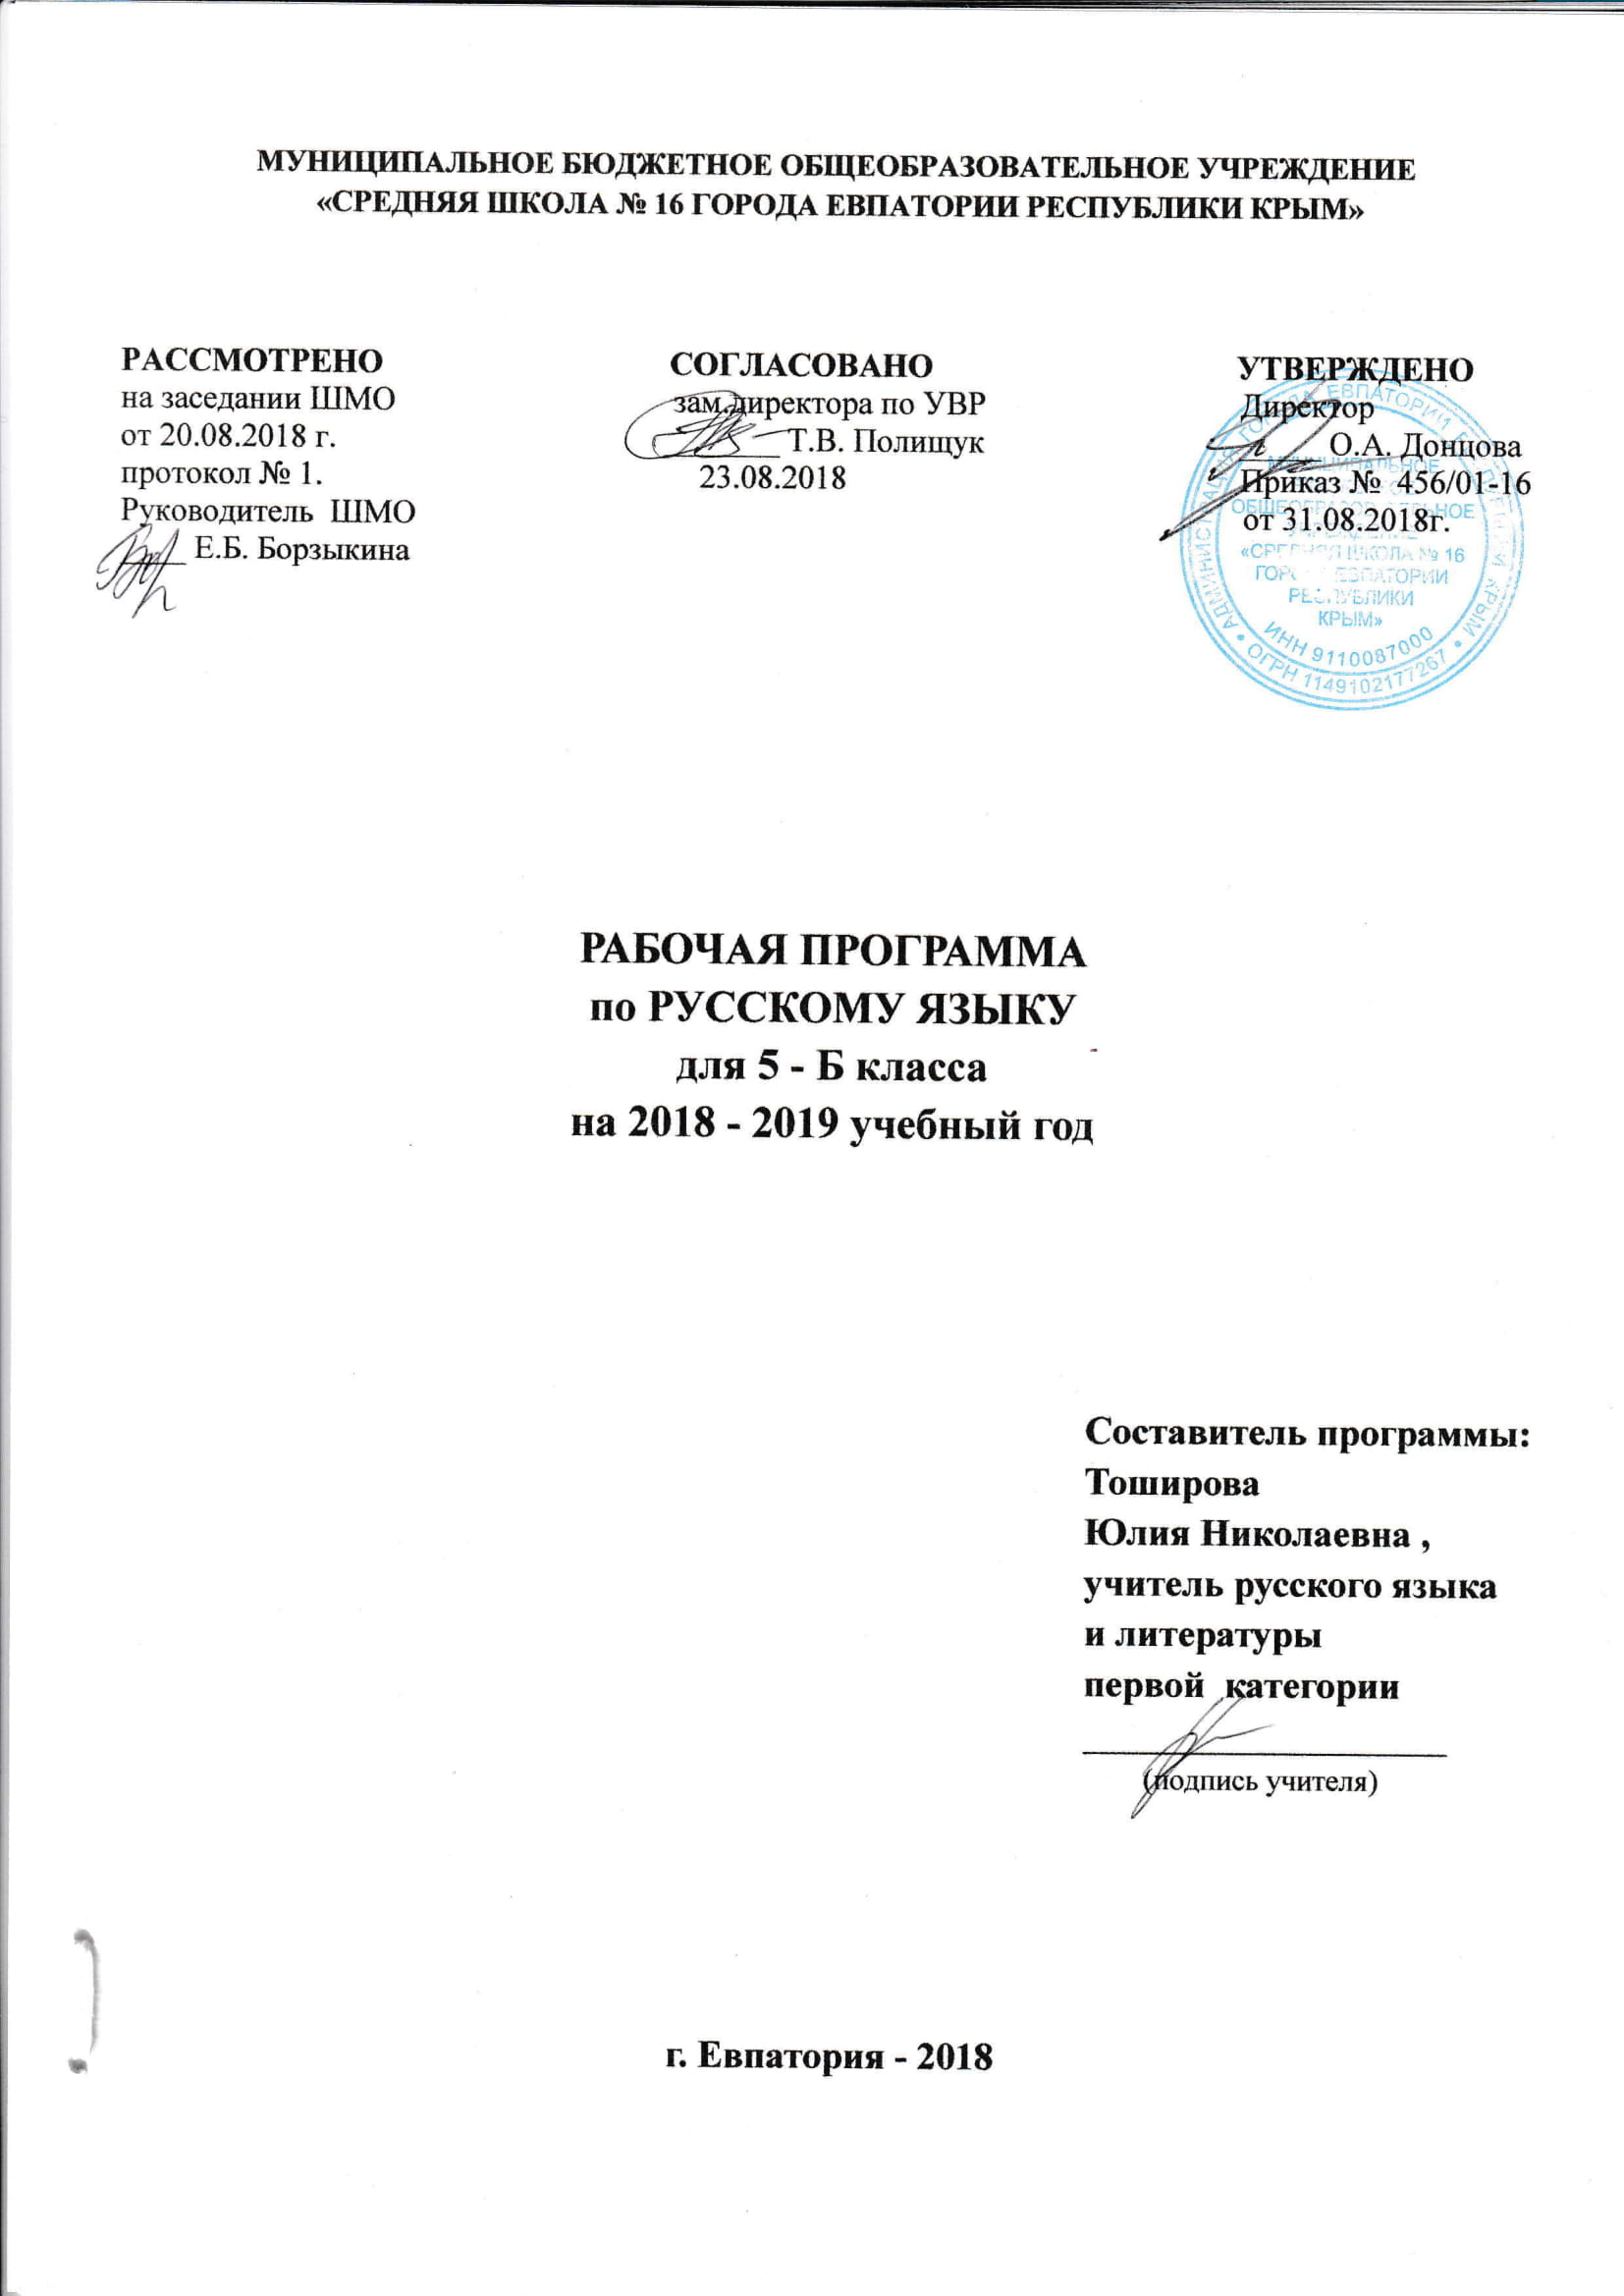 МУНИЦИПАЛЬНОЕ БЮДЖЕТНОЕ ОБЩЕОБРАЗОВАТЕЛЬНОЕ УЧРЕЖДЕНИЕ
«СРЕДНЯЯ ШКОЛА № 16 ГОРОДА ЕВПАТОРИИ РЕСПУБЛИКИ КРЫМ»
РАССМОТРЕНО
на заседании ШМО
от 20.08.2018 г.
протокол № 1.
Руководитель ШМО
Е.Б. Борзыкина
СОГЛАСОВАНО
зам.директора по УВР
Т.В. Полищук
23.08.2018
УТВЕРЖДЕНО
Директор
О.А. Донцова
Приказ № 456/01-16
от 31.08.2018г.
«СРЕДНЯЯ ШКОЛА № 16
ГОРОДА ЕВПАТОРИИ
РЕСПУБЛИКИ
КРЫМ»
ИНН 9110087000
ОГРН 1149102177267
РАБОЧАЯ ПРОГРАММА
по РУССКОМУ ЯЗЫКУ
для 5 - Б класса
на 2018 - 2019 учебный год
Составитель программы:
Тоширова
Юлия Николаевна ,
учитель русского языка
и литературы
первой категории
(подпись учителя)
г. Евпатория - 2018